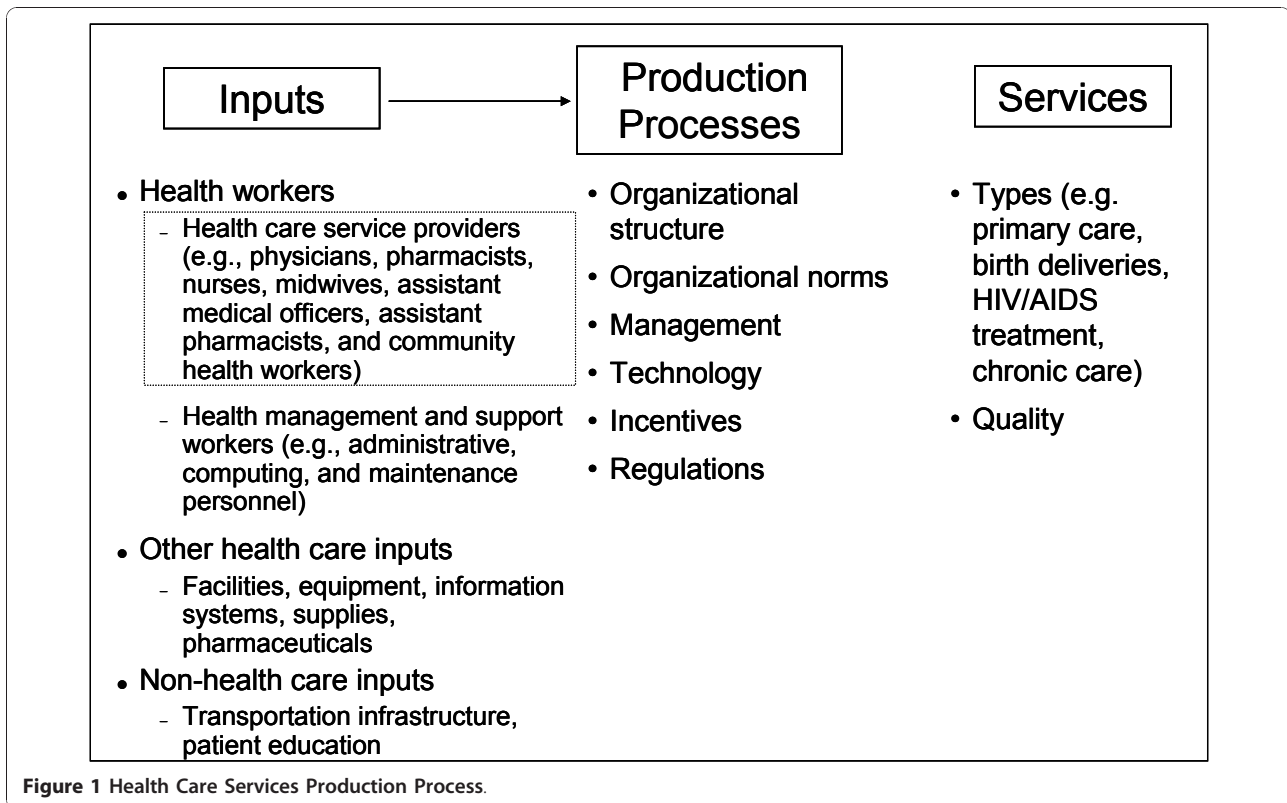 Inputs
Production
Processes
Services
• Health workers
- Health care service providers
(e.g., physicians, pharmacists,
nurses, midwives, assistant
medical officers, assistant
pharmacists, and community
health workers)
- Health management and support
workers (e.g., administrative,
computing, and maintenance
personnel)
• Other health care inputs
- Facilities, equipment, information
systems, supplies,
pharmaceuticals
• Non-health care inputs
- Transportation infrastructure,
patient education
• Organizational
structure
• Organizational norms
• Management
• Technology
• Incentives
• Regulations
• Types (e.g.
primary care,
birth deliveries,
HIV/AIDS
treatment,
chronic care)
• Quality
Figure 1 Health Care Services Production Process.